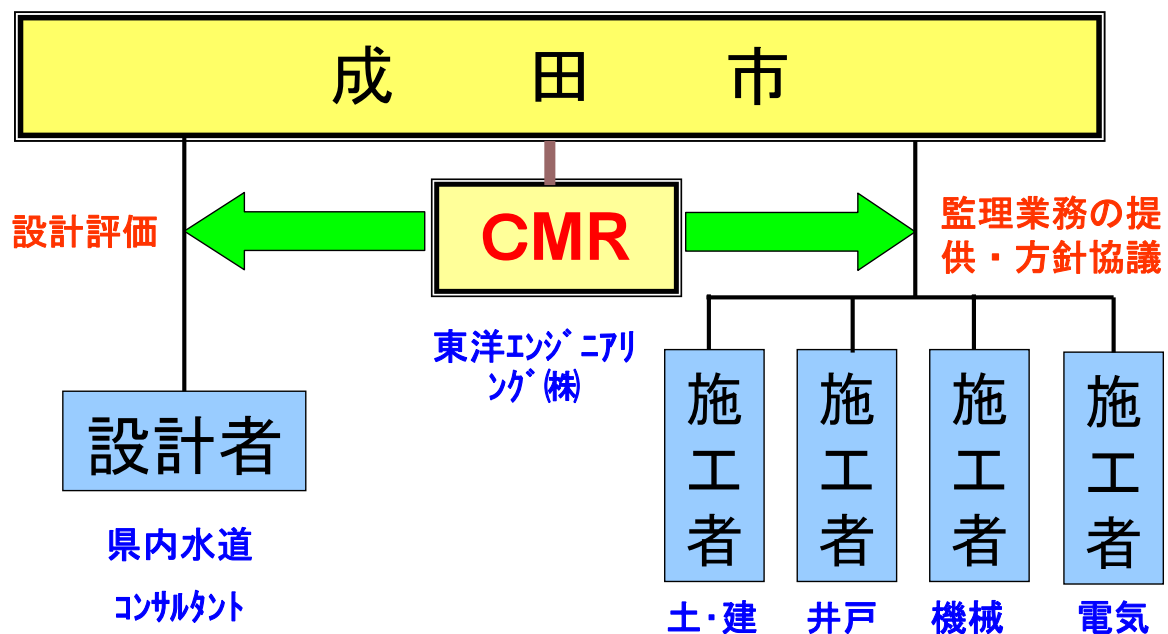 成田市
設計評価
CMR
監理業務の提
供・方針協議
東洋ｴﾝｼﾞﾆｱﾘ
ﾝｸﾞ㈱
設計者
県内水道
ｺﾝｻﾙﾀﾝﾄ
施工者
施工者
施工者
施工者
土・建
井戸
機械
電気